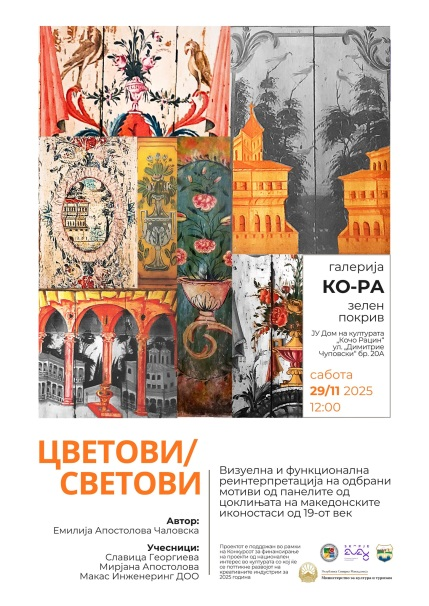 галерија
КО-РА
зелен
покрив
ЈУ Дом на културата
„Кочо Рацин“
ул. „Димитрие
Чуповски“ бр. 20А
сабота
29/11 2025
12:00
ЦВЕТОВИ/
СВЕТОВИ
Визуелна и функционална
реинтерпретација на одбрани
мотиви од панелите од
цоклињата на македонските
иконостаси од 19-от век
Автор:
Емилија Апостолова Чаловска
Учесници:
Славица Георгиева
Мирјана Апостолова
Макас Инженеринг ДОО
Проектот е поддржан во рамки
на Конкурсот за финансирање
на проекти од национален
интерес во културата со кој ќе
се поттикне развојот на
креативните индустрии за
2025 година
Република Северна Македонија
Министерство за култура и туризам